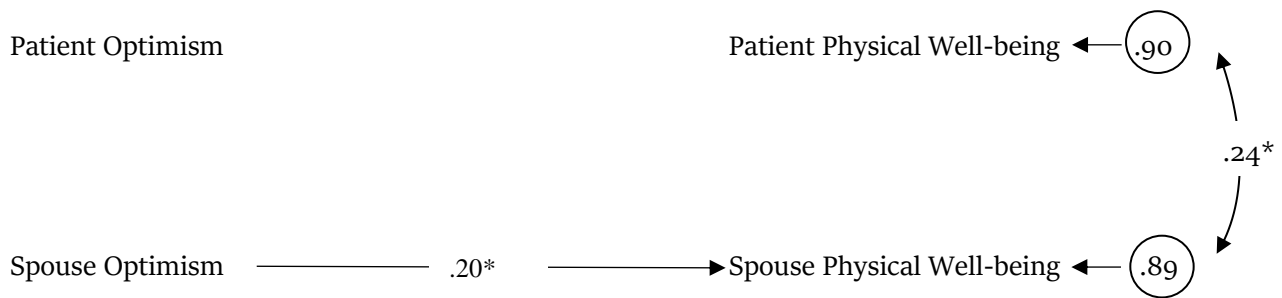 Patient Optimism
Patient Physical Well-being
.90
.24*
Spouse Optimism
.20*
Spouse Physical Well-being
.89